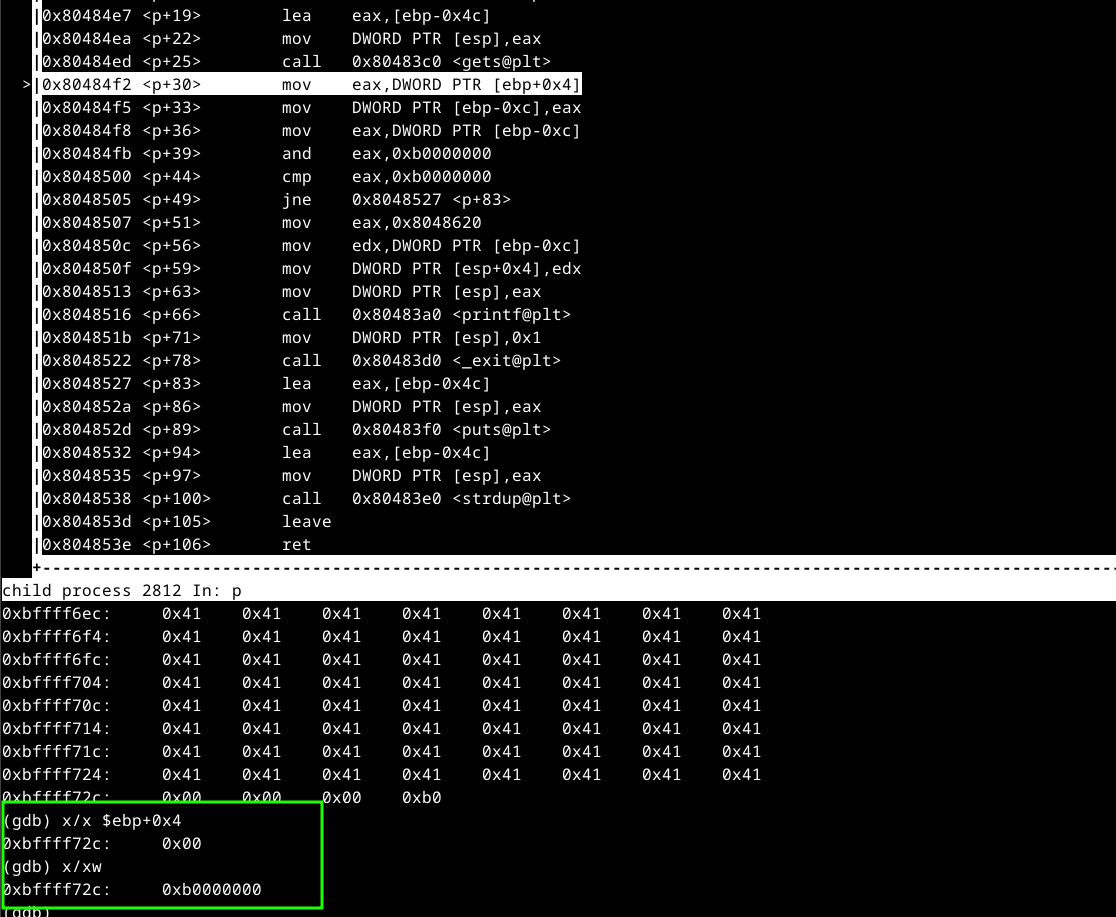 |0x80484e7 <p+19> lea eax,[ebp-0x4c]
|0x80484ea <p+22> mov DWORD PTR [esp],eax
|0x80484ed <p+25> call 0x80483c0 <gets@plt>
>|0x80484f2 <p+30> mov eax,DWORD PTR [ebp+0x4]
|0x80484f5 <p+33> mov DWORD PTR [ebp-0xc],eax
|0x80484f8 <p+36> mov eax,DWORD PTR [ebp-0xc]
|0x80484fb <p+39> and eax,0xb0000000
|0x8048500 <p+44> cmp eax,0xb0000000
|0x8048505 <p+49> jne 0x8048527 <p+83>
|0x8048507 <p+51> mov eax,0x8048620
|0x804850c <p+56> mov edx,DWORD PTR [ebp-0xc]
|0x804850f <p+59> mov DWORD PTR [esp+0x4],edx
|0x8048513 <p+63> mov DWORD PTR [esp],eax
|0x8048516 <p+66> call 0x80483a0 <printf@plt>
|0x804851b <p+71> mov DWORD PTR [esp],0x1
|0x8048522 <p+78> call 0x80483d0 <_exit@plt>
|0x8048527 <p+83> lea eax,[ebp-0x4c]
|0x804852a <p+86> mov DWORD PTR [esp],eax
|0x804852d <p+89> call 0x80483f0 <puts@plt>
|0x8048532 <p+94> lea eax,[ebp-0x4c]
|0x8048535 <p+97> mov DWORD PTR [esp],eax
|0x8048538 <p+100> call 0x80483e0 <strdup@plt>
|0x804853d <p+105> leave
|0x804853e <p+106> ret
child process 2812 In: p
0xbffff6ec: 0x41 0x41 0x41 0x41 0x41 0x41 0x41 0x41
0xbffff6f4: 0x41 0x41 0x41 0x41 0x41 0x41 0x41 0x41
0xbffff6fc: 0x41 0x41 0x41 0x41 0x41 0x41 0x41 0x41
0xbffff704: 0x41 0x41 0x41 0x41 0x41 0x41 0x41 0x41
0xbffff70c: 0x41 0x41 0x41 0x41 0x41 0x41 0x41 0x41
0xbffff714: 0x41 0x41 0x41 0x41 0x41 0x41 0x41 0x41
0xbffff71c: 0x41 0x41 0x41 0x41 0x41 0x41 0x41 0x41
0xbffff724: 0x41 0x41 0x41 0x41 0x41 0x41 0x41 0x41
0xbffff72c: 0x00 0x00 0x00 0xb0
(gdb) x/x $ebp+0x4
0xbffff72c: 0x00
(gdb) x/xw
0xbffff72c: 0xb0000000
(gdb)